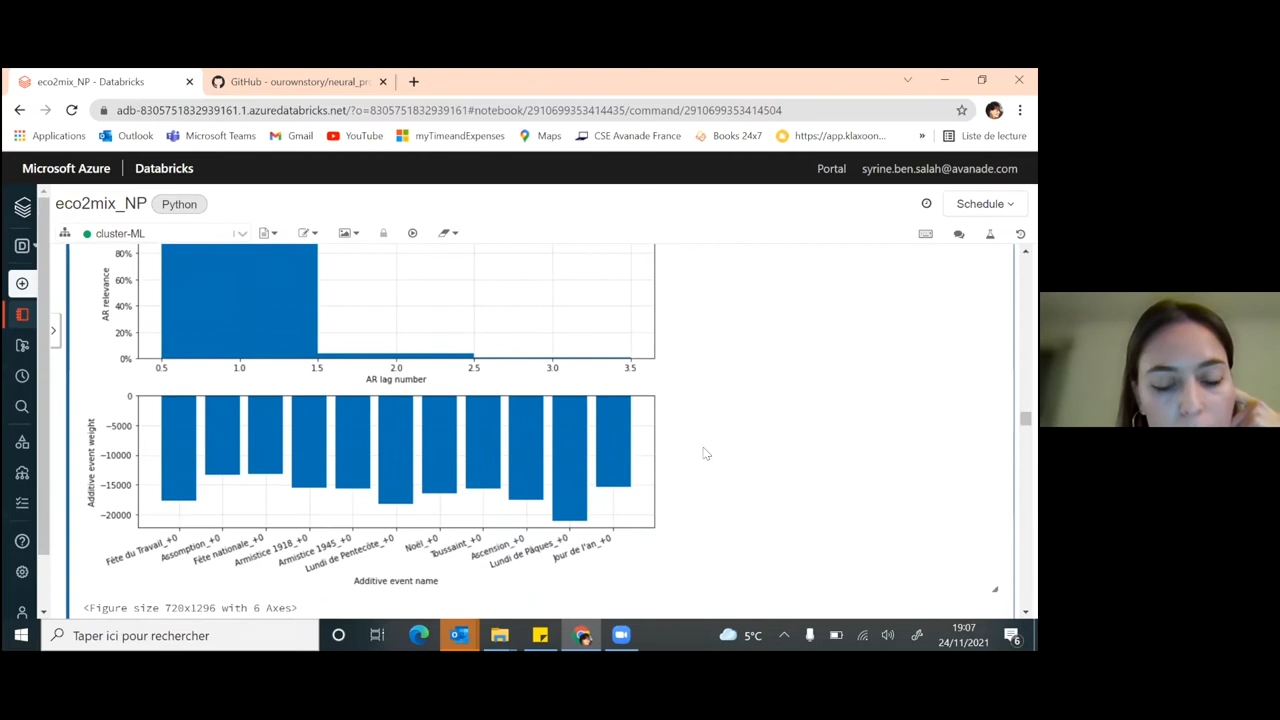 eco2mix_NP - Databricks
GitHub - ourownstory/neural_pr
adb-8305751832939161.1.azuredatabricks.net/?o=8305751832939161#notebook/2910699353414435/command/2910699353414504
Applications Outlook Microsoft Teams Gmail YouTube myTimeandExpenses Maps CSE Avanade France Books 24x7 https://app.klaxoon... » Liste de lecture
Microsoft Azure Databricks Portal syrine.ben.salah@avanade.com
eco2mix_NP Python Schedule
cluster-ML
80%
60%
40%
20%
0%
AR relevance
0.5 1.0 1.5 2.0 2.5 3.0 3.5
AR lag number
0
−5000
−10000
−15000
−20000
Additive event weight
Fête du Travail_+0 Assomption_+0 Fête nationale_+0 Armistice 1918_+0 Armistice 1945_+0 Lundi de Pentecôte_+0 Noël_+0 Toussaint_+0 Ascension_+0 Lundi de Pâques_+0 Jour de l'an_+0
Additive event name
<Figure size 720x1296 with 6 Axes>
Taper ici pour rechercher
5°C
19:07
24/11/2021
6